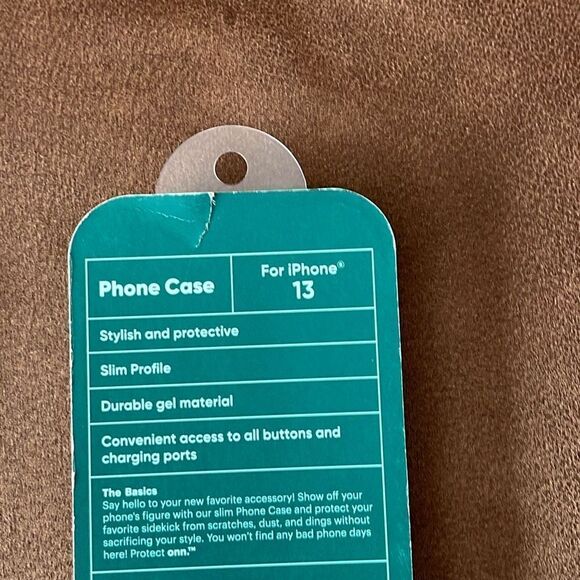 Phone Case
For iPhone®
13
Stylish and protective
Slim Profile
Durable gel material
Convenient access to all buttons and
charging ports
The Basics
Say hello to your new favorite accessory! Show off your
phone's figure with our slim Phone Case and protect your
favorite sidekick from scratches, dust, and dings without
sacrificing your style. You won't find any bad phone days
here! Protect onn.™